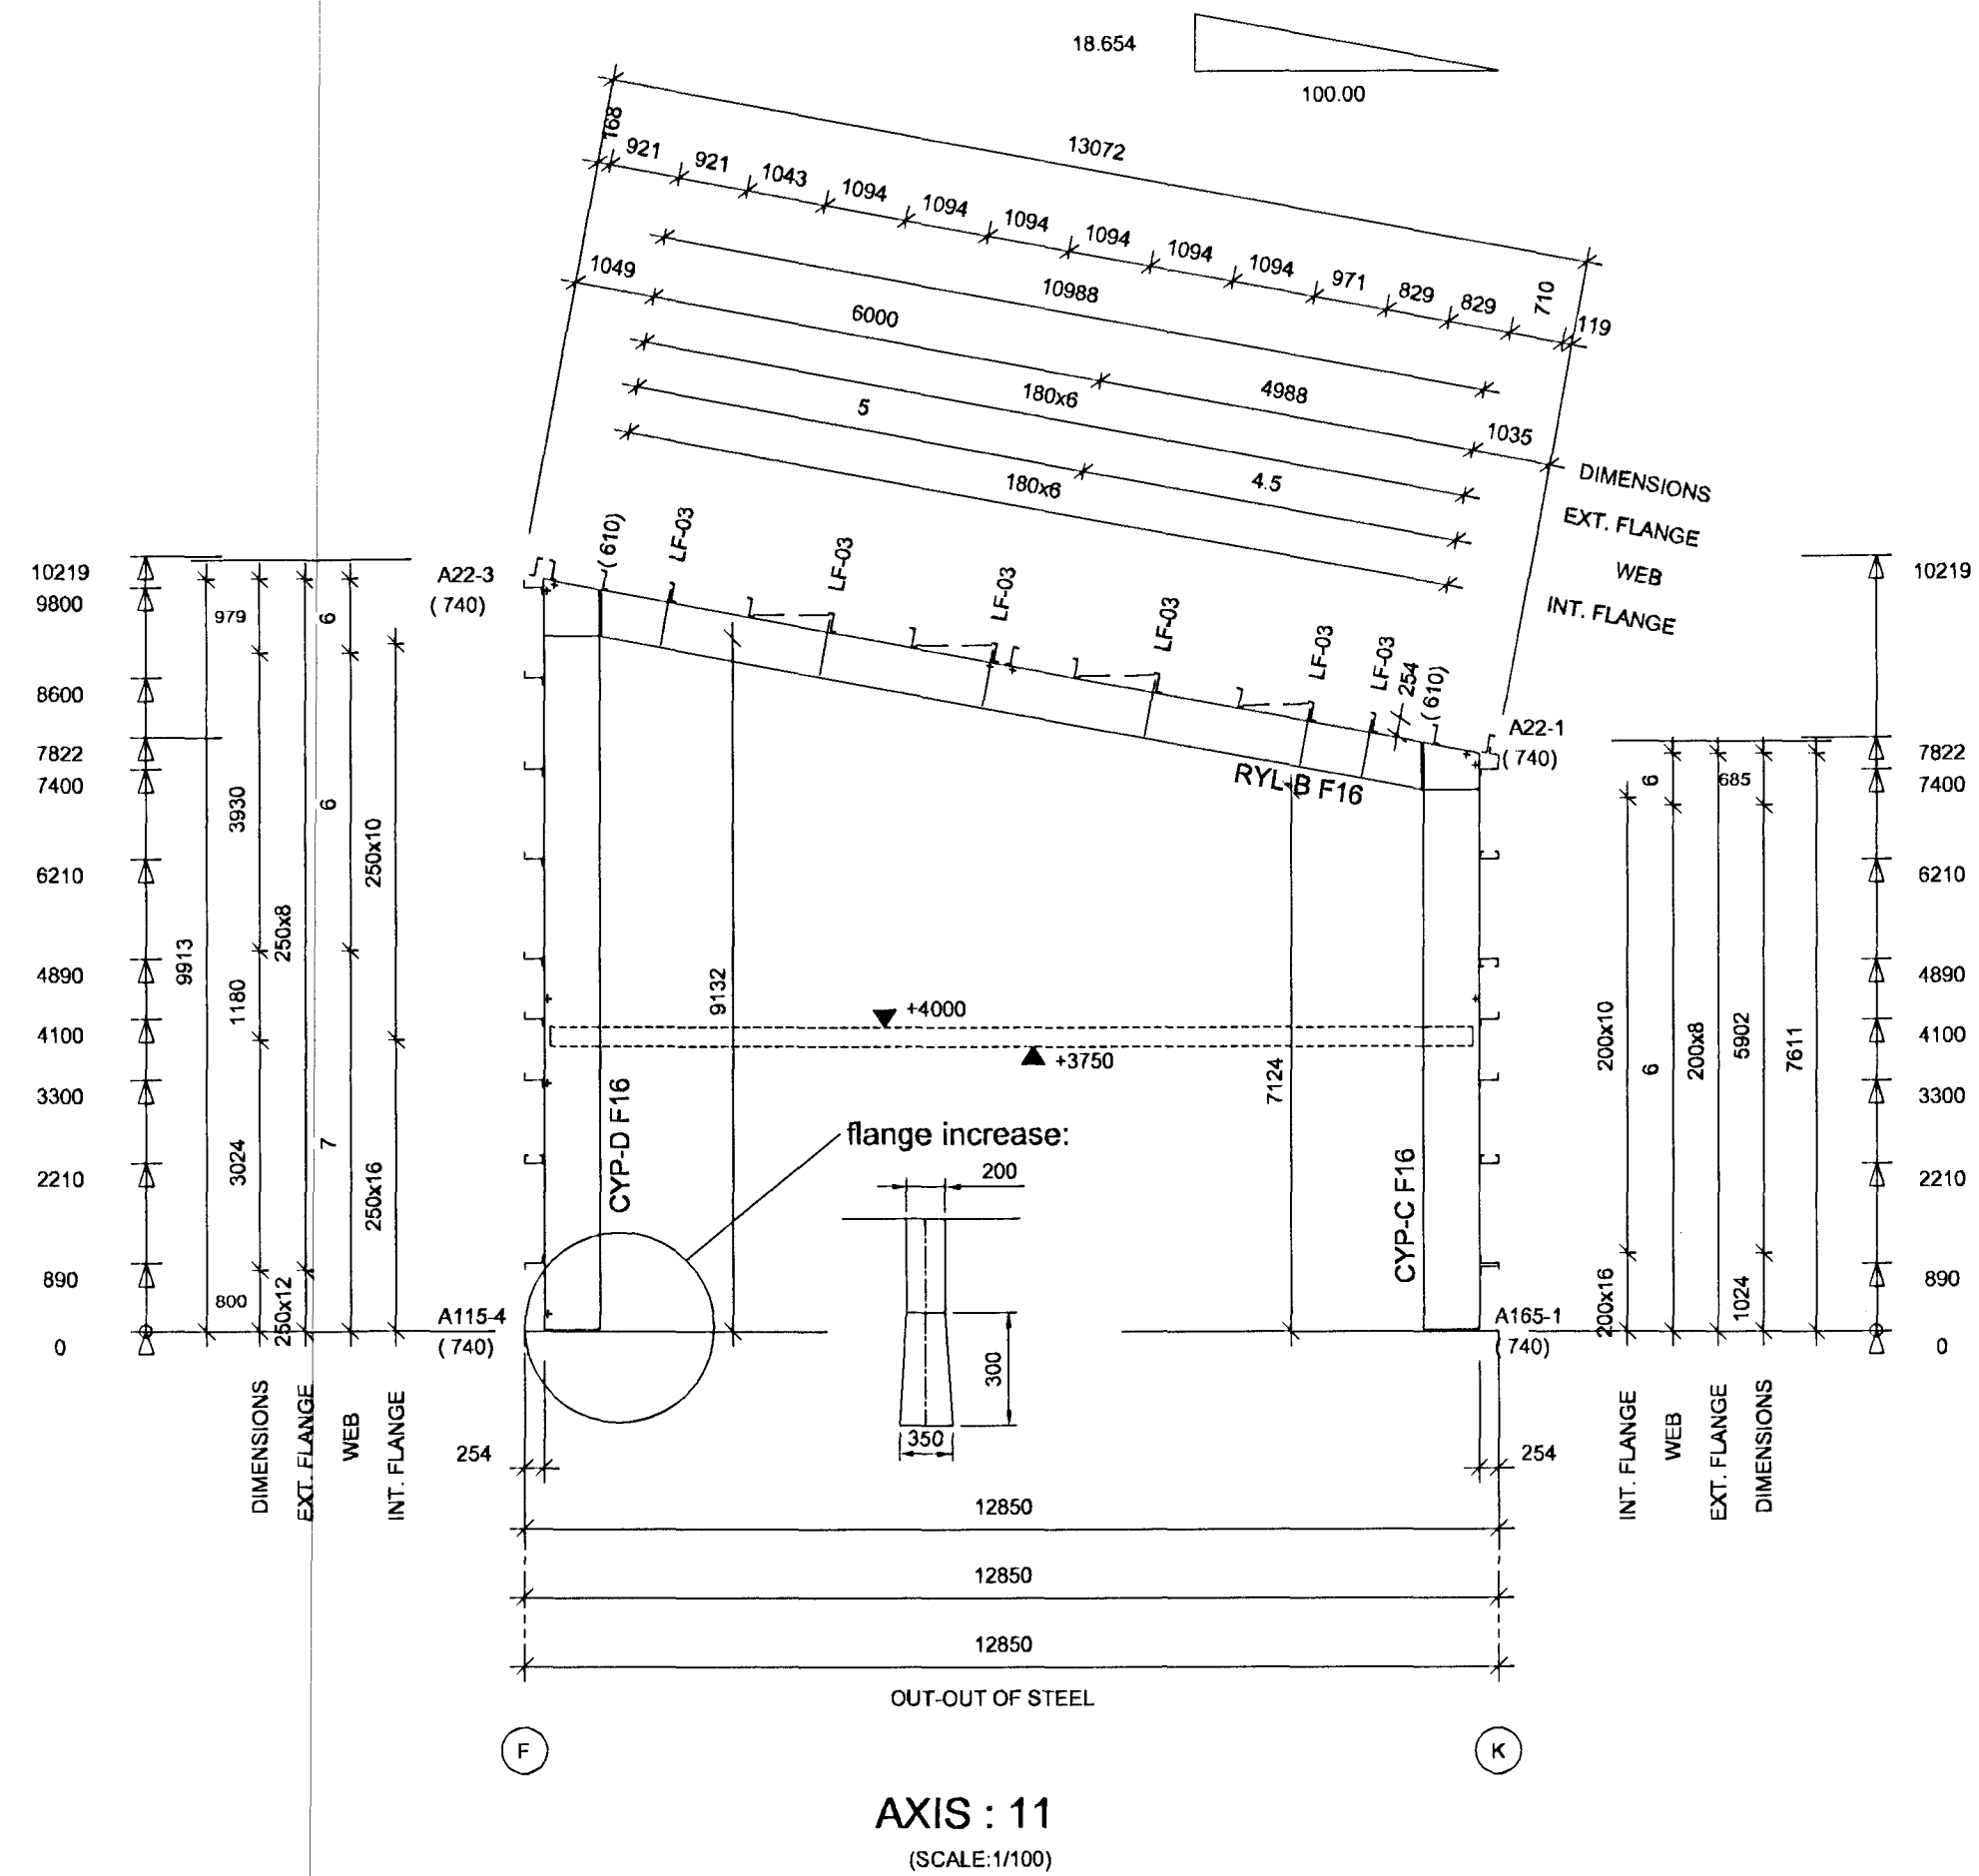 18.654
100.00
13072
168
921
921
1043
1094
1094
1094
1094
1094
1094
971
829
829
710
119
10988
1049
6000
4988
1035
180x6
5
4.5
180x6
DIMENSIONS
EXT. FLANGE
WEB
INT. FLANGE
10219
9800
8600
7822
7400
6210
4890
4100
3300
2210
890
0
9913
979
3930
1180
3024
800
250x8
250x12
6
6
7
250x10
250x16
DIMENSIONS
EXT. FLANGE
WEB
INT. FLANGE
A22-3
(740)
(610)
LF-03
LF-03
LF-03
LF-03
LF-03
LF-03
254
(610)
A22-1
(740)
RYL-B F16
9132
+4000
+3750
7124
CYP-D F16
CYP-C F16
flange increase:
200
300
350
A115-4
(740)
A165-1
(740)
254
254
12850
12850
12850
OUT-OUT OF STEEL
F
K
200x10
200x16
6
6
200x8
685
5902
1024
7611
INT. FLANGE
WEB
EXT. FLANGE
DIMENSIONS
10219
7822
7400
6210
4890
4100
3300
2210
890
0
AXIS : 11
(SCALE:1/100)